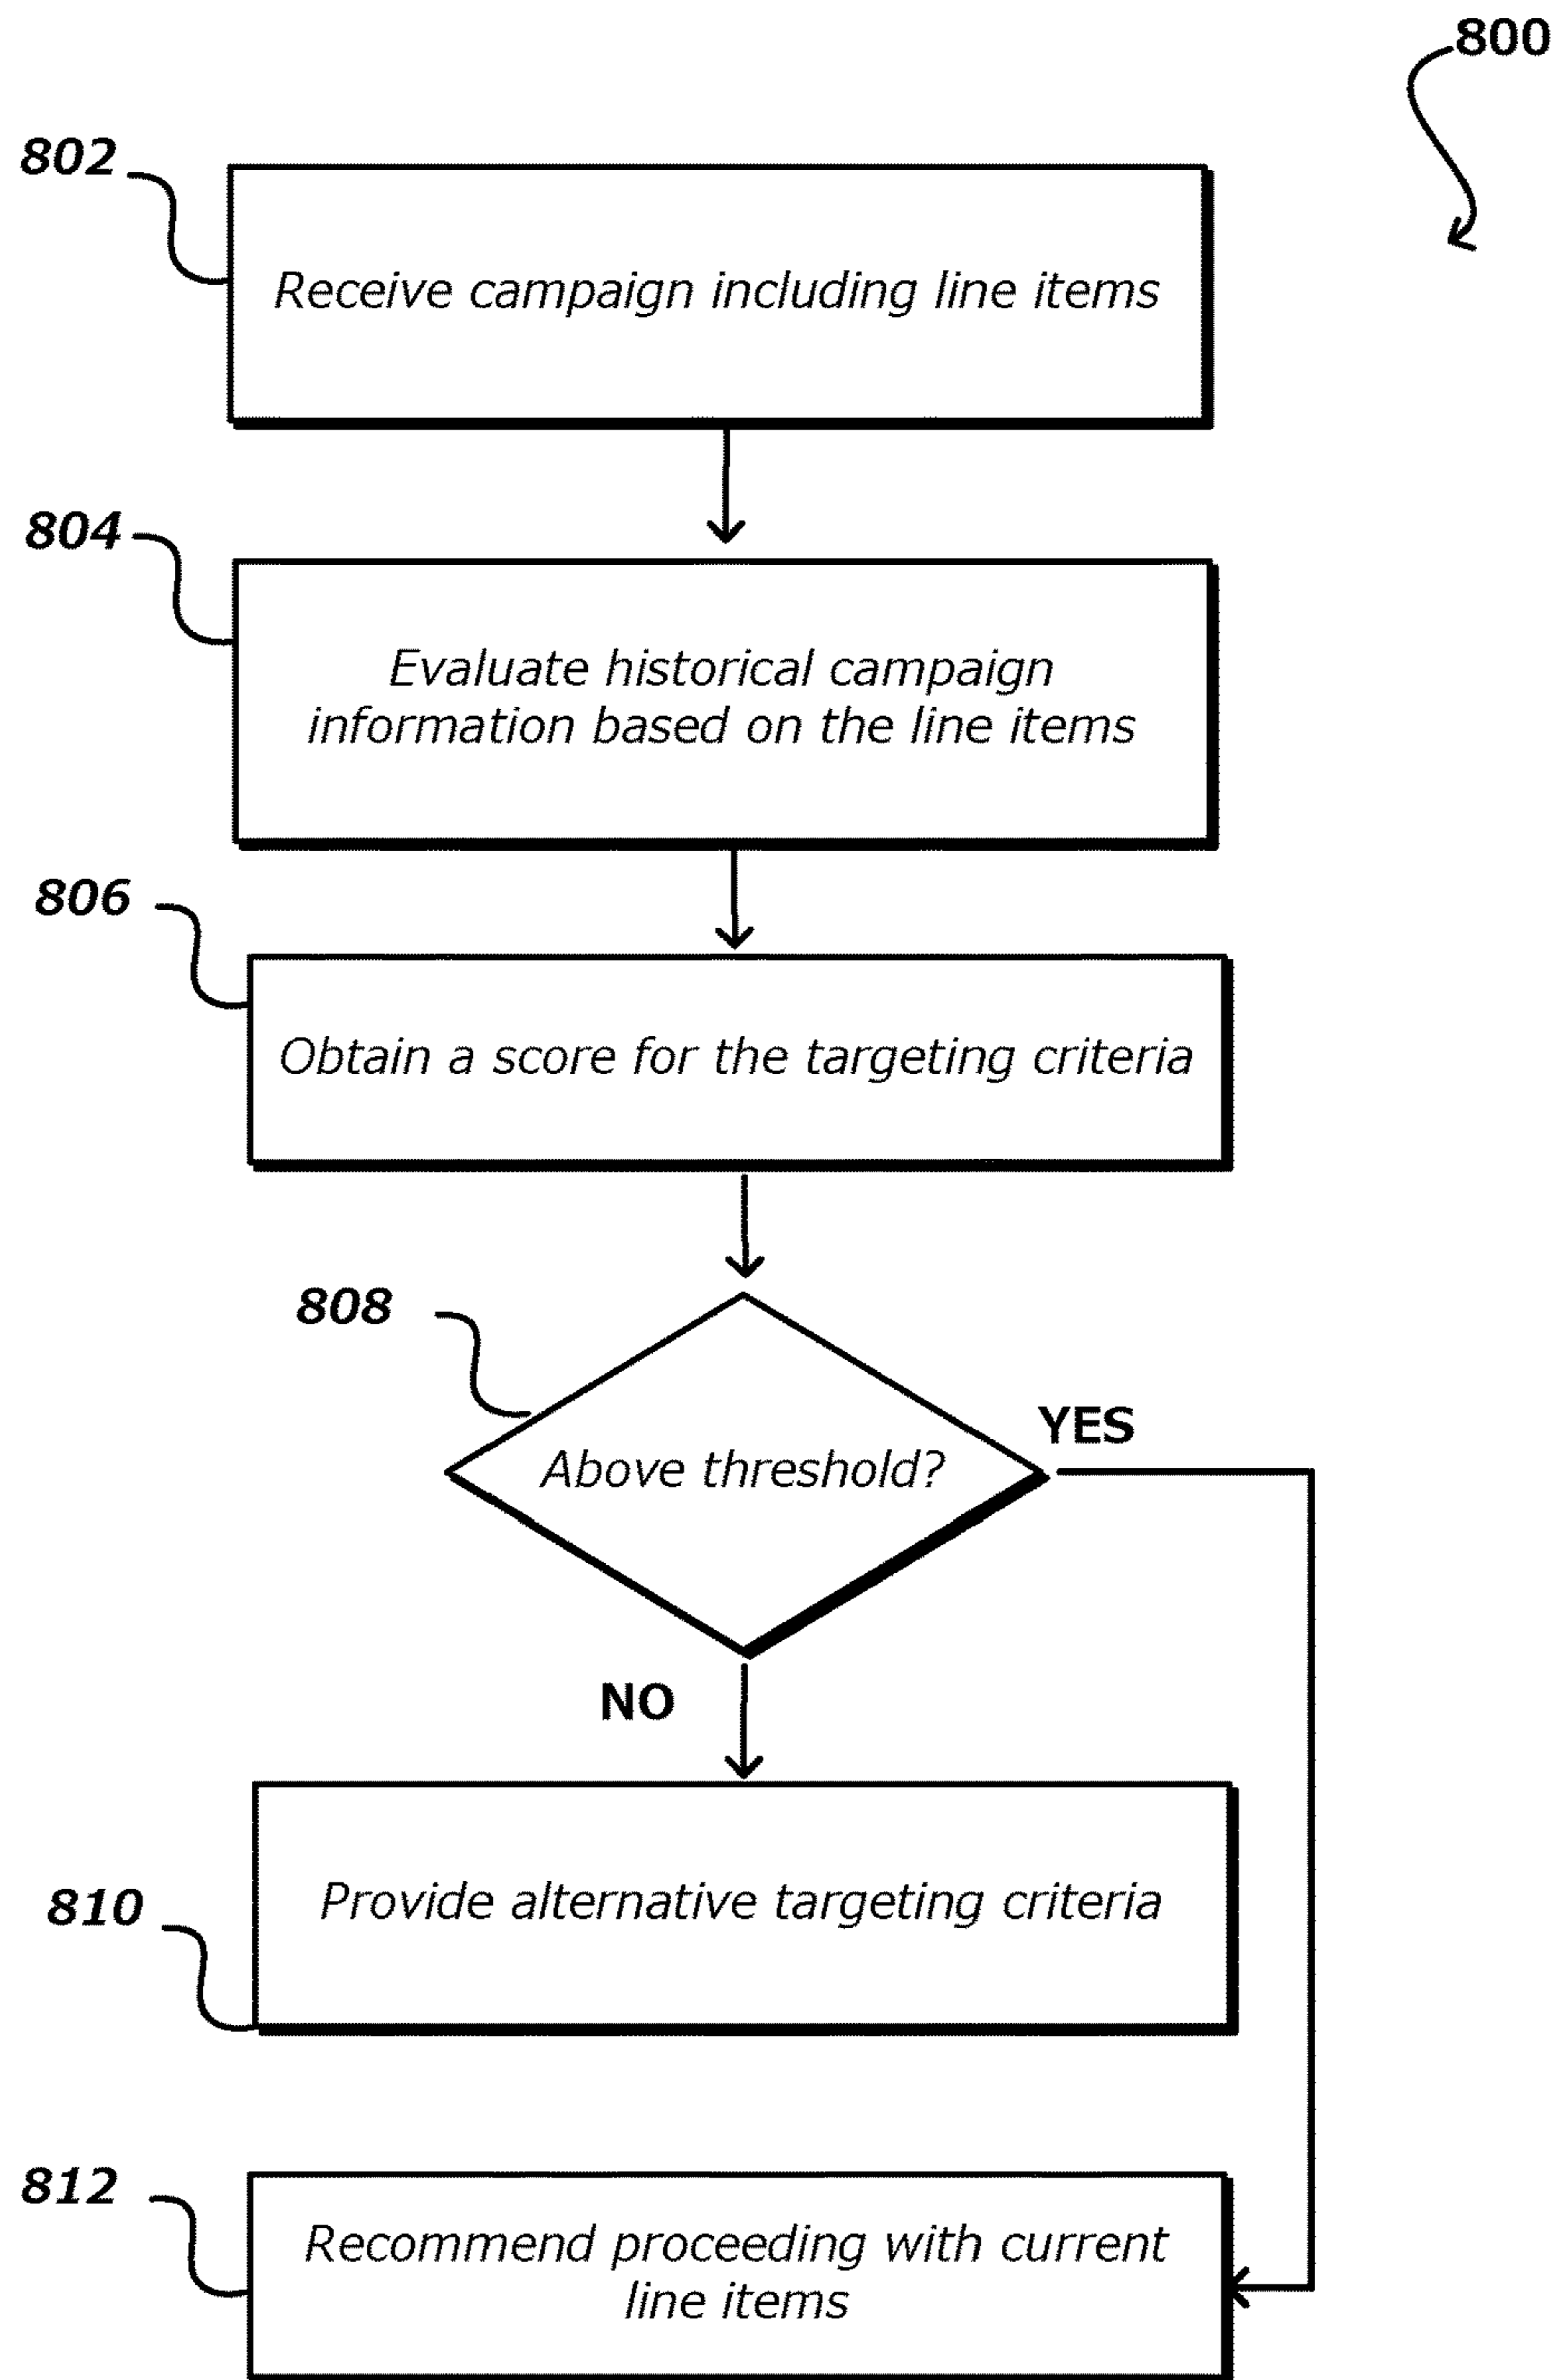 800
802
Receive campaign including line items
804
Evaluate historical campaign
information based on the line items
806
Obtain a score for the targeting criteria
808
Above threshold?
YES
NO
810
Provide alternative targeting criteria
812
Recommend proceeding with current
line items